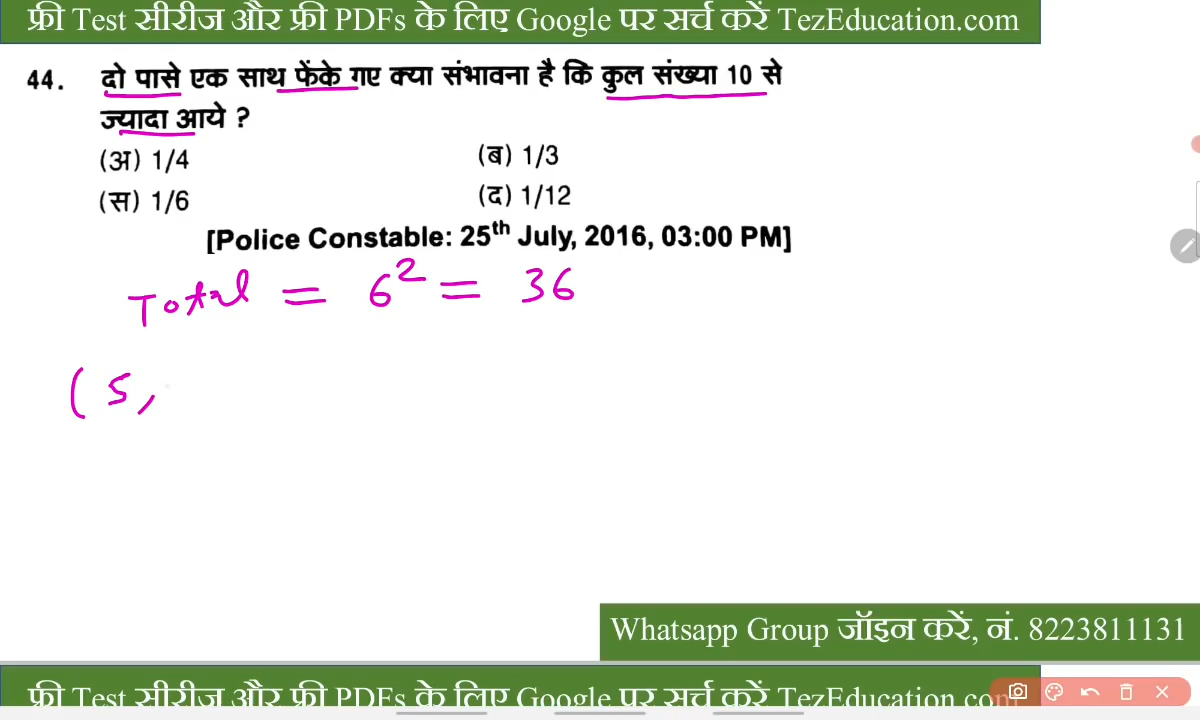 फ्री Test सीरीज और फ्री PDFs के लिए Google पर सर्च करें TezEducation.com
44. दो पासे एक साथ फेंके गए क्या संभावना है कि कुल संख्या 10 से
ज्यादा आये ?
(अ) 1/4 (ब) 1/3
(स) 1/6 (द) 1/12
[Police Constable: 25th July, 2016, 03:00 PM]
Total = 6² = 36
( 5 ,
Whatsapp Group जॉइन करें, नं. 8223811131
फ्री Test सीरीज और फ्री PDFs के लिए Google पर सर्च करें TezEducation.com